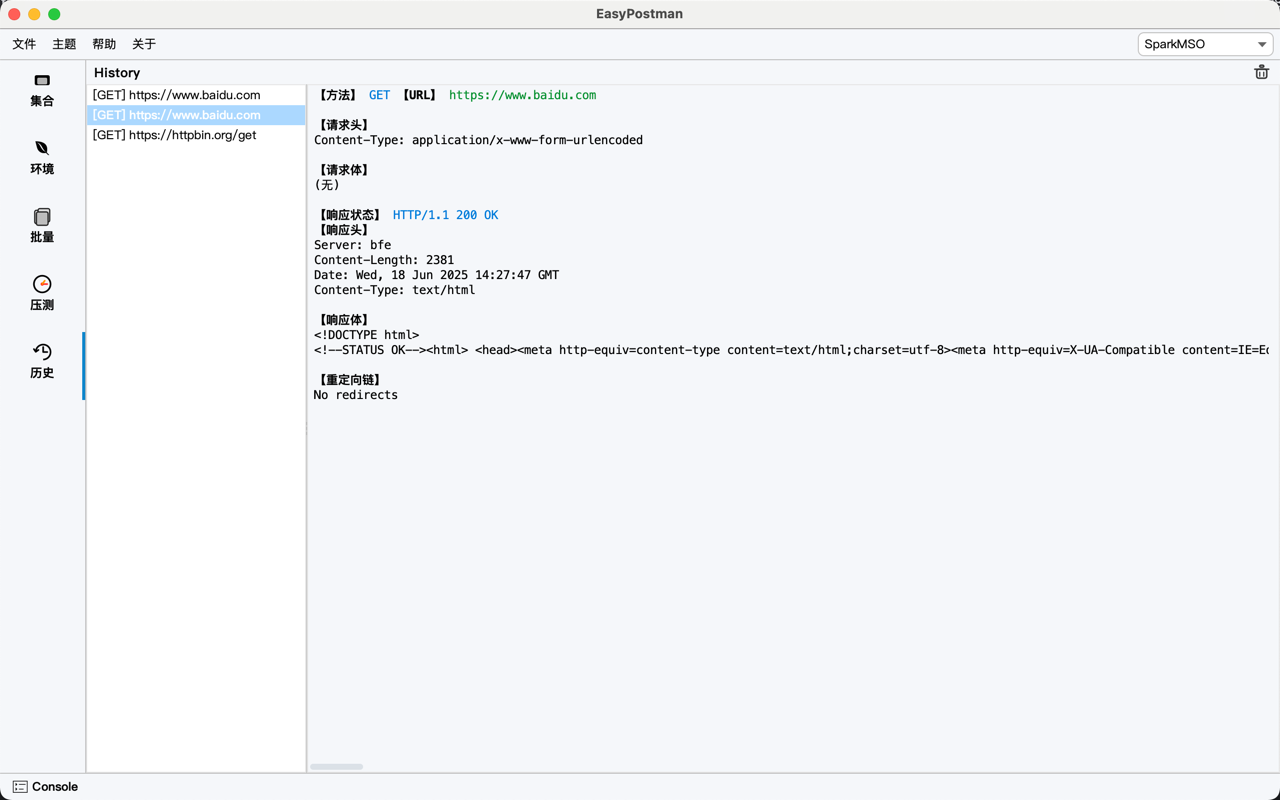 EasyPostman
文件 主题 帮助 关于
SparkMSO
集合
环境
批量
压测
历史
History
[GET] https://www.baidu.com
[GET] https://www.baidu.com
[GET] https://httpbin.org/get
【方法】 GET 【URL】 https://www.baidu.com
【请求头】
Content-Type: application/x-www-form-urlencoded
【请求体】
(无)
【响应状态】 HTTP/1.1 200 OK
【响应头】
Server: bfe
Content-Length: 2381
Date: Wed, 18 Jun 2025 14:27:47 GMT
Content-Type: text/html
【响应体】
<!DOCTYPE html>
<!--STATUS OK--><html> <head><meta http-equiv=content-type content=text/html;charset=utf-8><meta http-equiv=X-UA-Compatible content=IE=Ed
【重定向链】
No redirects
Console